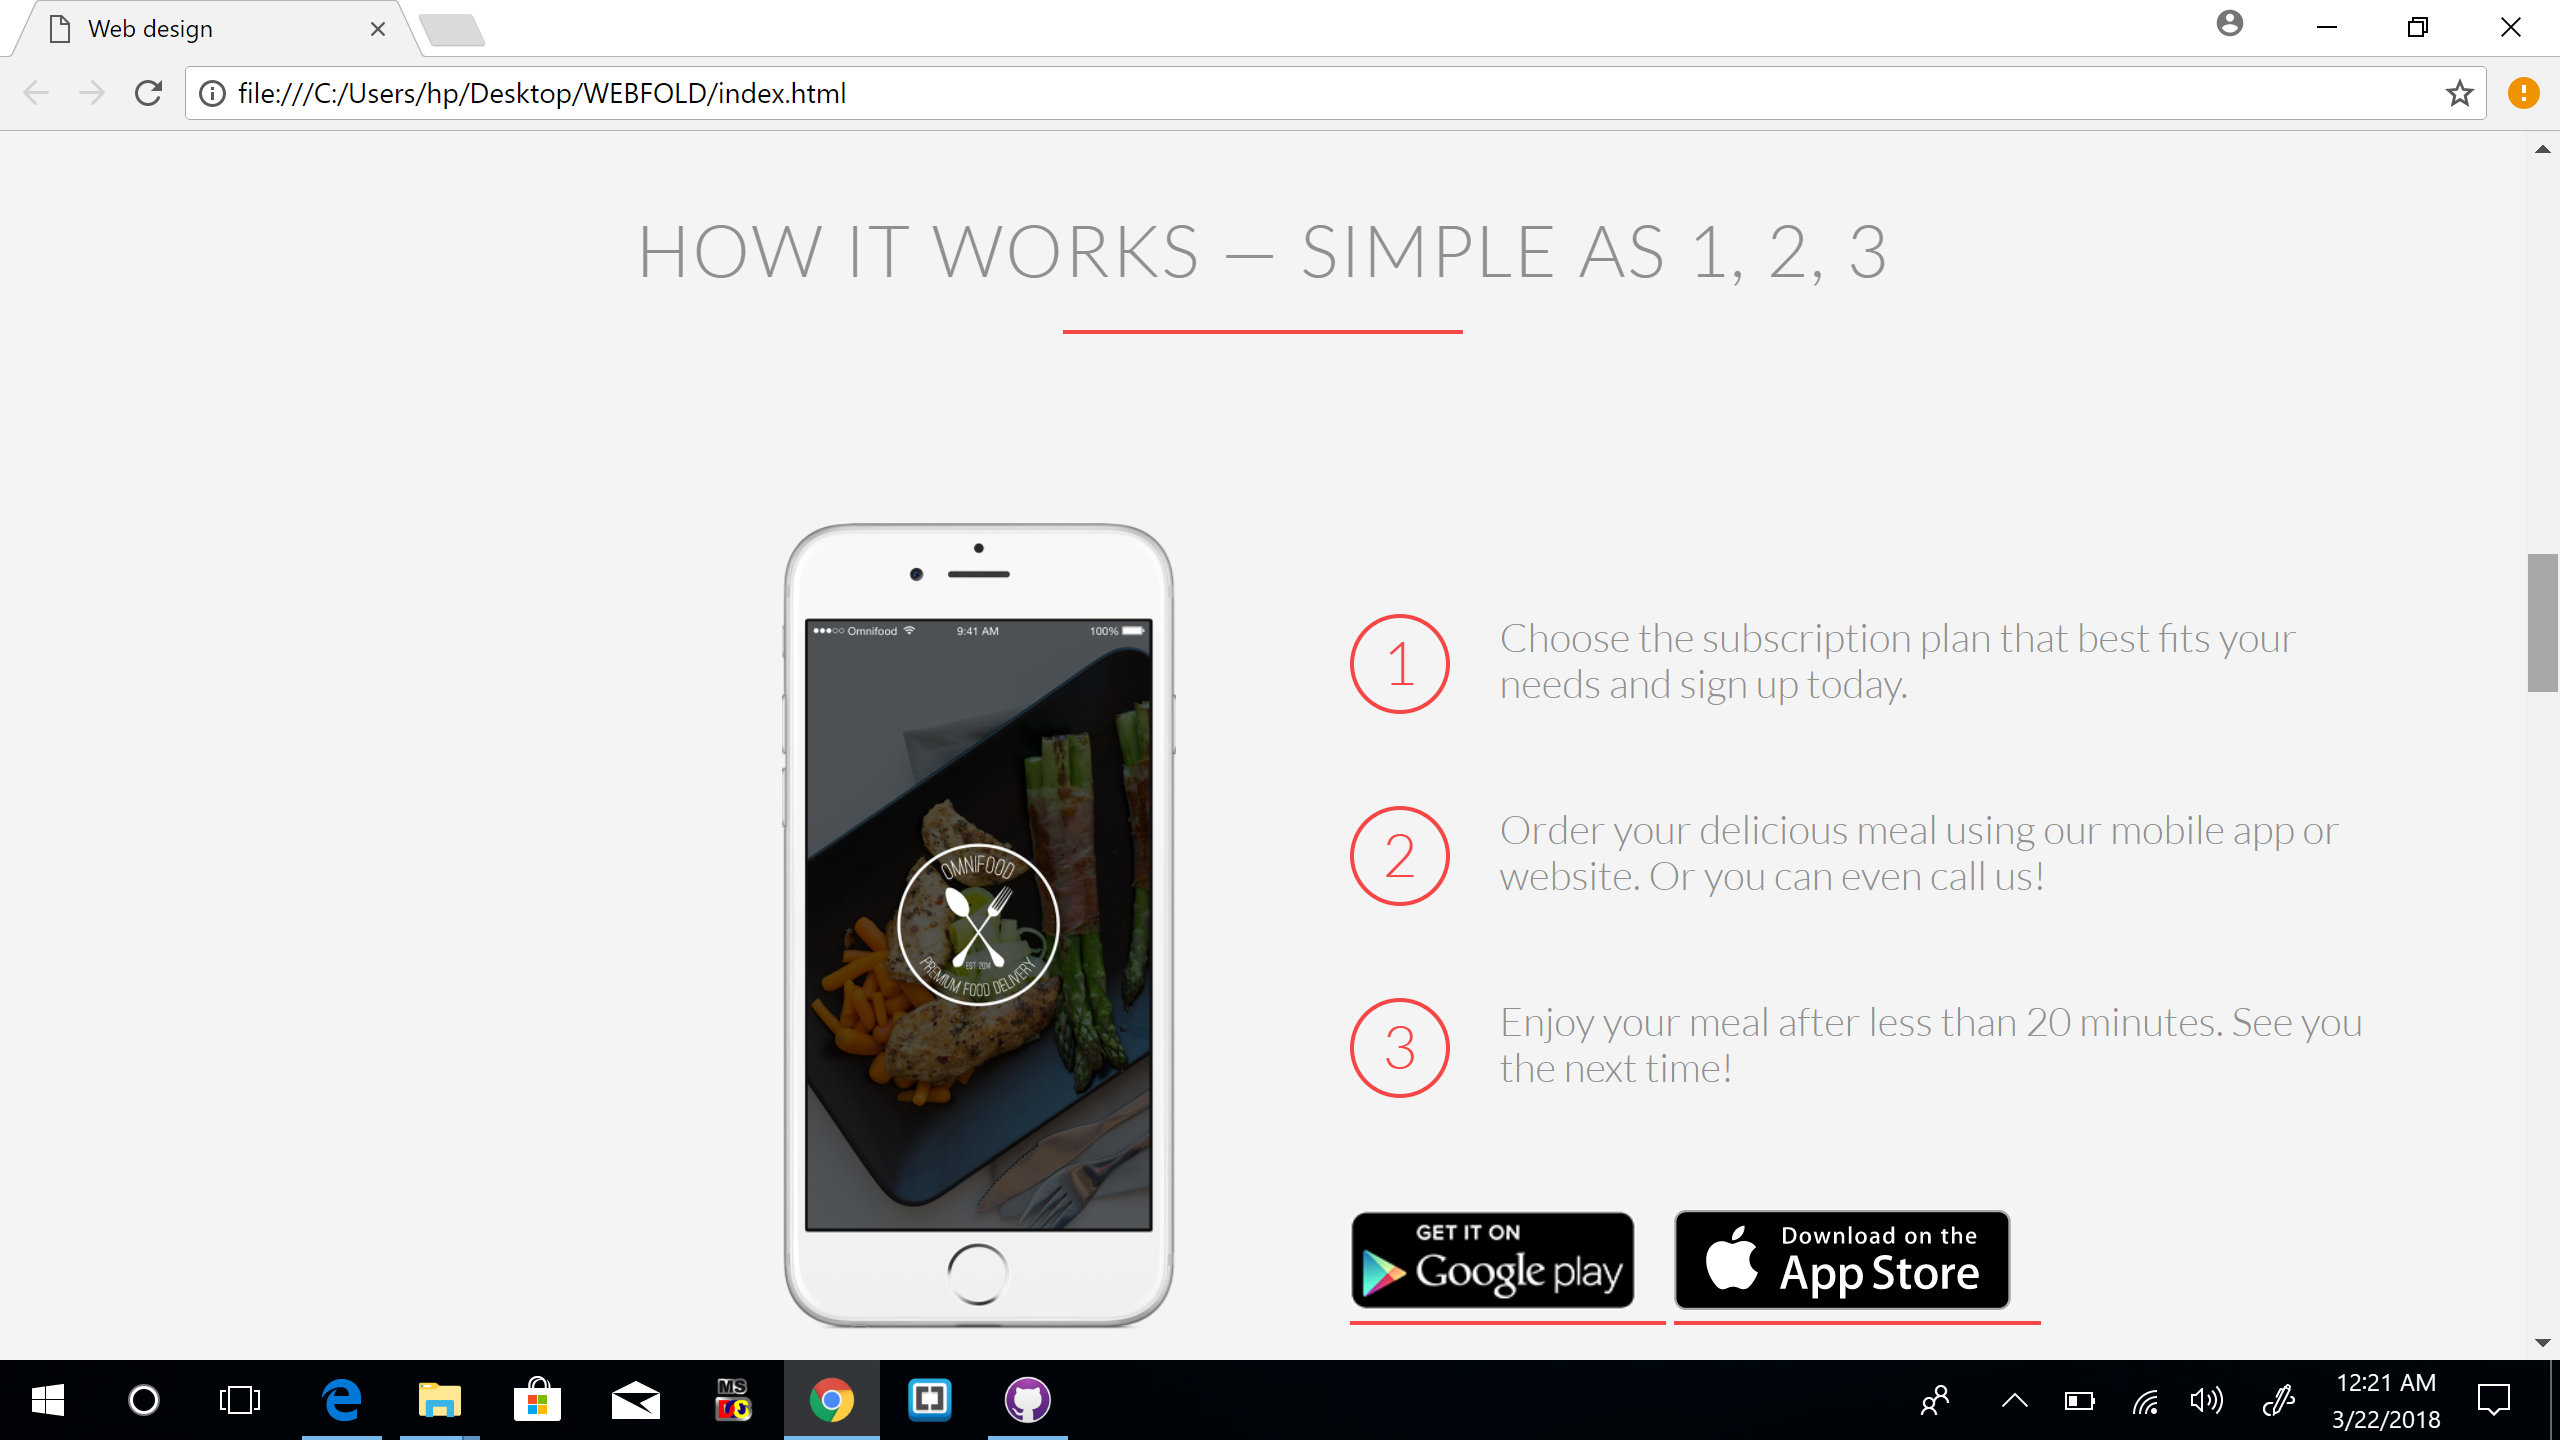 Web design
file:///C:/Users/hp/Desktop/WEBFOLD/index.html
HOW IT WORKS — SIMPLE AS 1, 2, 3
Omnifood 9:41 AM 100%
OMNIFOOD
EST 2014
PREMIUM FOOD DELIVERY
1
Choose the subscription plan that best fits your
needs and sign up today.
2
Order your delicious meal using our mobile app or
website. Or you can even call us!
3
Enjoy your meal after less than 20 minutes. See you
the next time!
GET IT ON
Google play
Download on the
App Store
MS
DOS
12:21 AM
3/22/2018